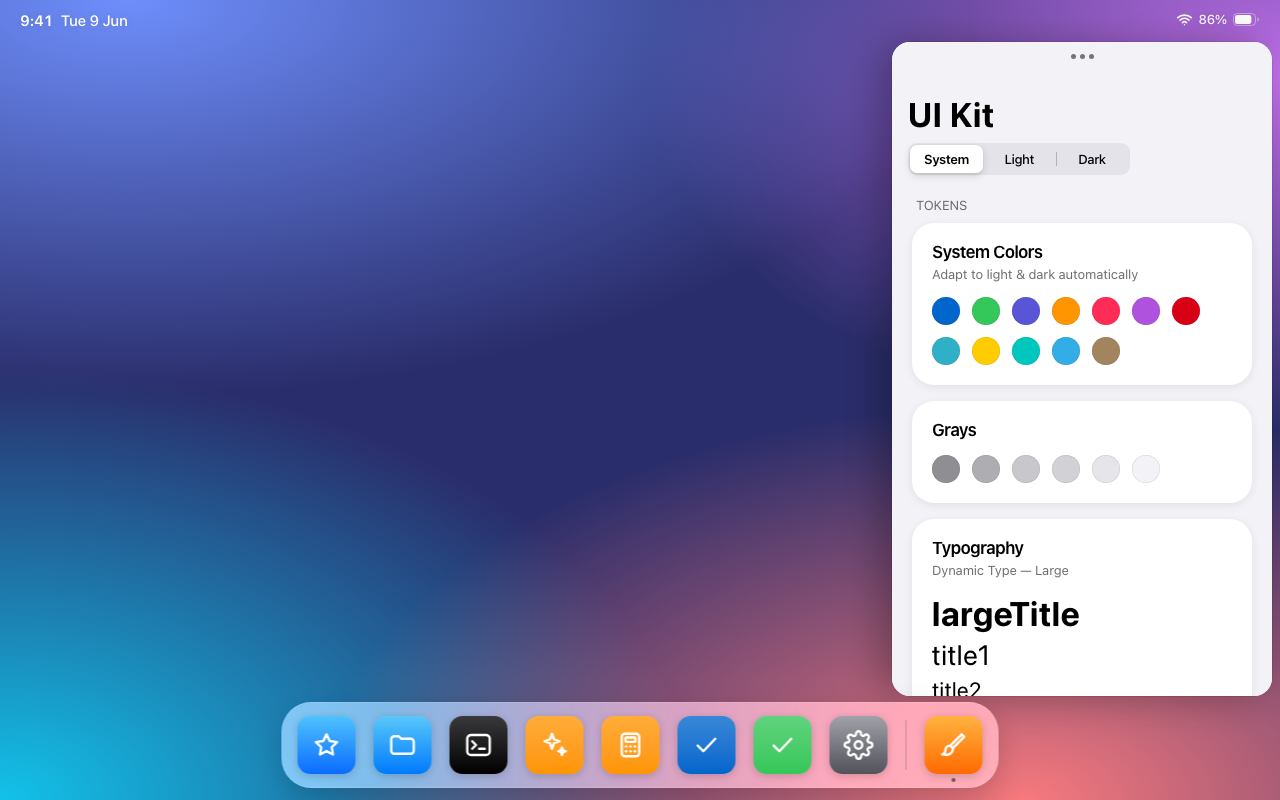 9:41 Tue 9 Jun
86%
UI Kit
System Light Dark
TOKENS
System Colors
Adapt to light & dark automatically
Grays
Typography
Dynamic Type — Large
largeTitle
title1
title2